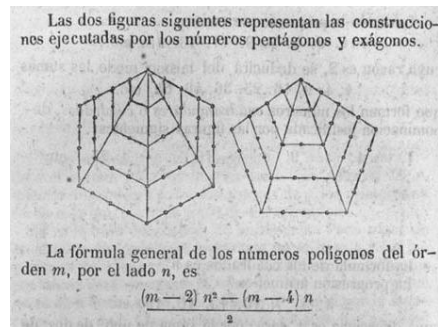 Las dos figuras siguientes representan las construccio-
nes ejecutadas por los números pentágonos y exágonos.
La fórmula general de los números polígonos del ór-
den m, por el lado n, es
(m — 2) n² — (m — 4) n
2